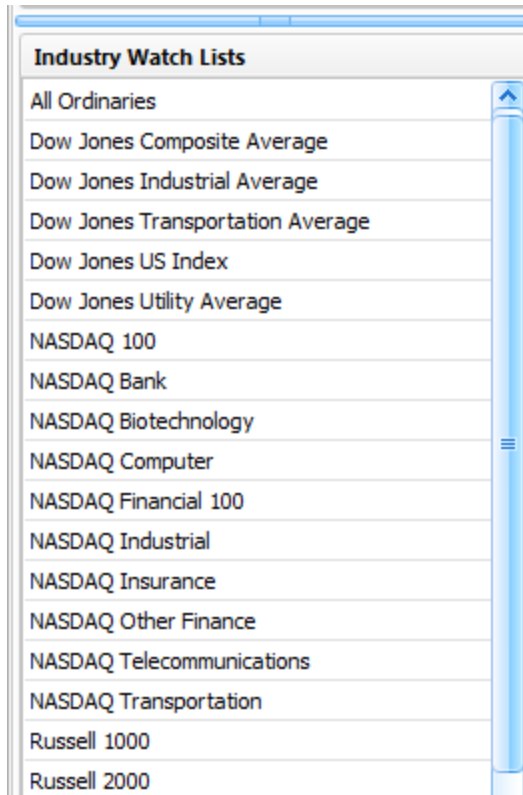 Industry Watch Lists
All Ordinaries
Dow Jones Composite Average
Dow Jones Industrial Average
Dow Jones Transportation Average
Dow Jones US Index
Dow Jones Utility Average
NASDAQ 100
NASDAQ Bank
NASDAQ Biotechnology
NASDAQ Computer
NASDAQ Financial 100
NASDAQ Industrial
NASDAQ Insurance
NASDAQ Other Finance
NASDAQ Telecommunications
NASDAQ Transportation
Russell 1000
Russell 2000